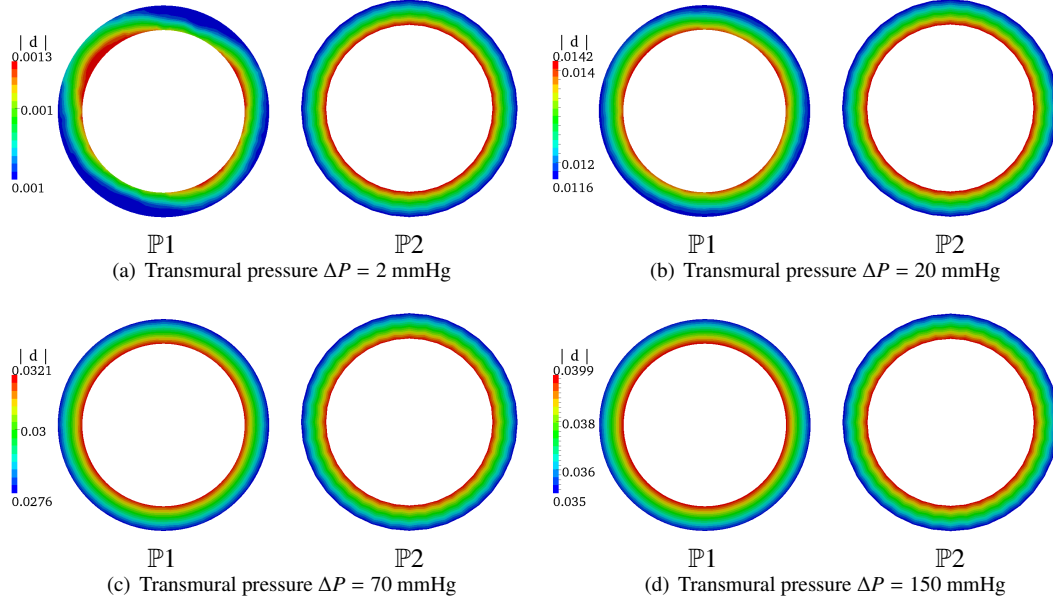 | d |
0.0013
0.001
0.001
ℙ1
ℙ2
(a) Transmural pressure ΔP = 2 mmHg
| d |
0.0142
0.014
0.012
0.0116
ℙ1
ℙ2
(b) Transmural pressure ΔP = 20 mmHg
| d |
0.0321
0.03
0.0276
ℙ1
ℙ2
(c) Transmural pressure ΔP = 70 mmHg
| d |
0.0399
0.038
0.036
0.035
ℙ1
ℙ2
(d) Transmural pressure ΔP = 150 mmHg